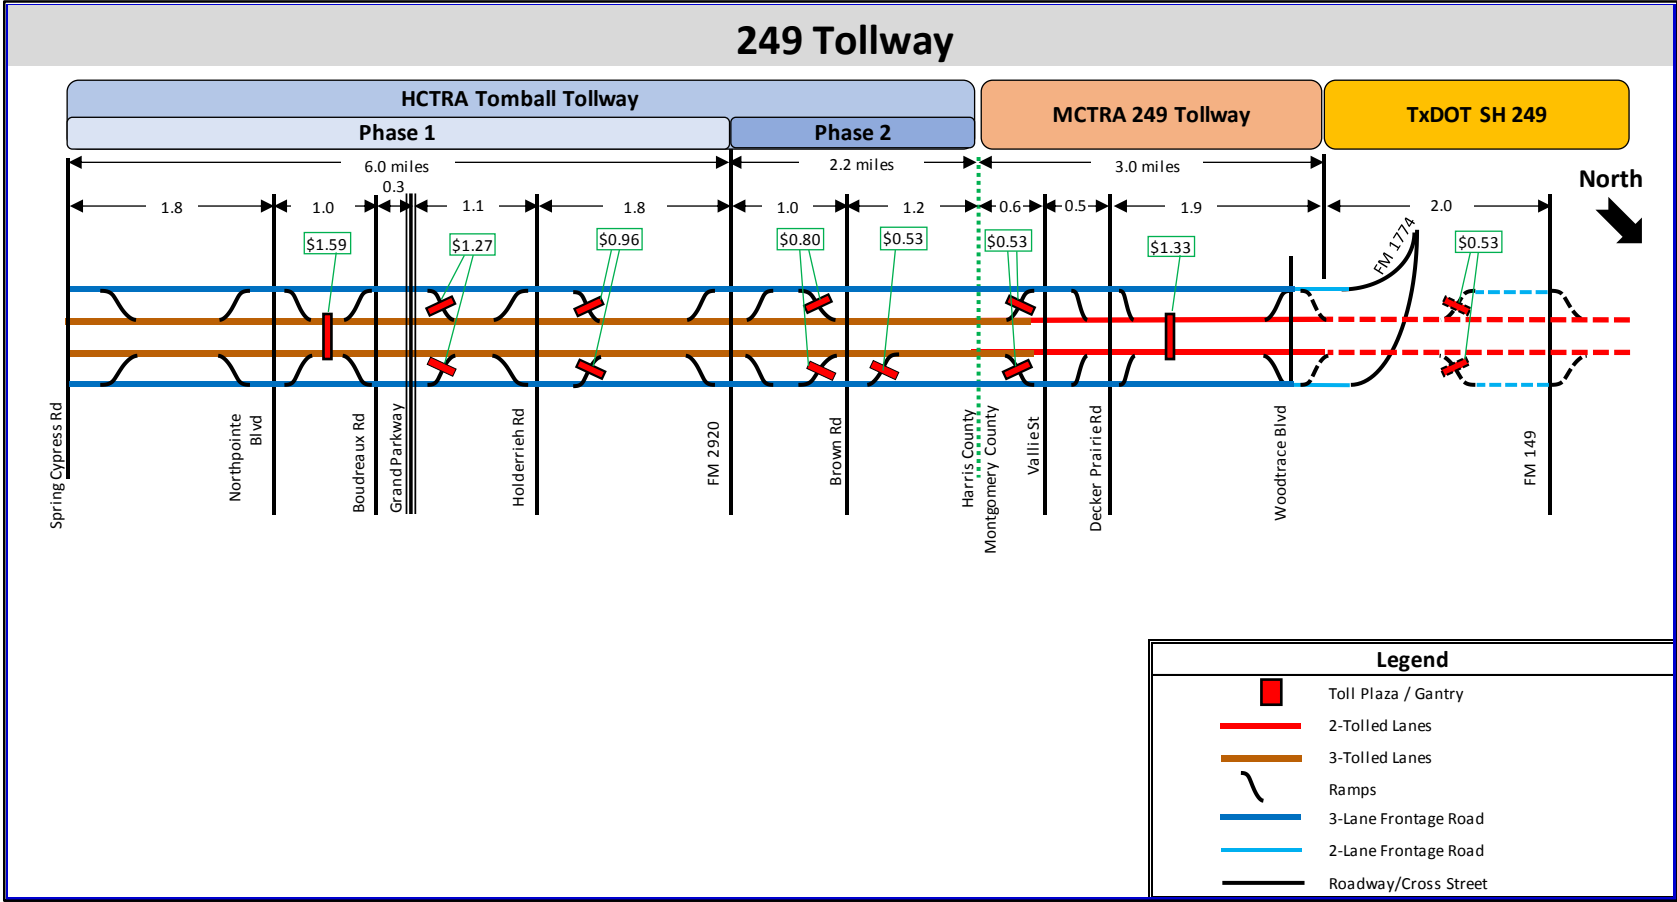 249 Tollway
HCTRA Tomball Tollway
MCTRA 249 Tollway
TxDOT SH 249
Phase 1
Phase 2
6.0 miles
2.2 miles
3.0 miles
North
0.3
1.8
1.0
1.1
1.8
1.0
1.2
0.6
0.5
1.9
2.0
$1.59
$1.27
$0.96
$0.80
$0.53
$0.53
$1.33
FM 1774
$0.53
Spring Cypress Rd
Northpointe
Blvd
Boudreaux Rd
Grand Parkway
Holderrieh Rd
FM 2920
Brown Rd
Harris County
Montgomery County
Vallie St
Decker Prairie Rd
Woodtrace Blvd
FM 149
Legend
Toll Plaza / Gantry
2-Tolled Lanes
3-Tolled Lanes
Ramps
3-Lane Frontage Road
2-Lane Frontage Road
Roadway/Cross Street